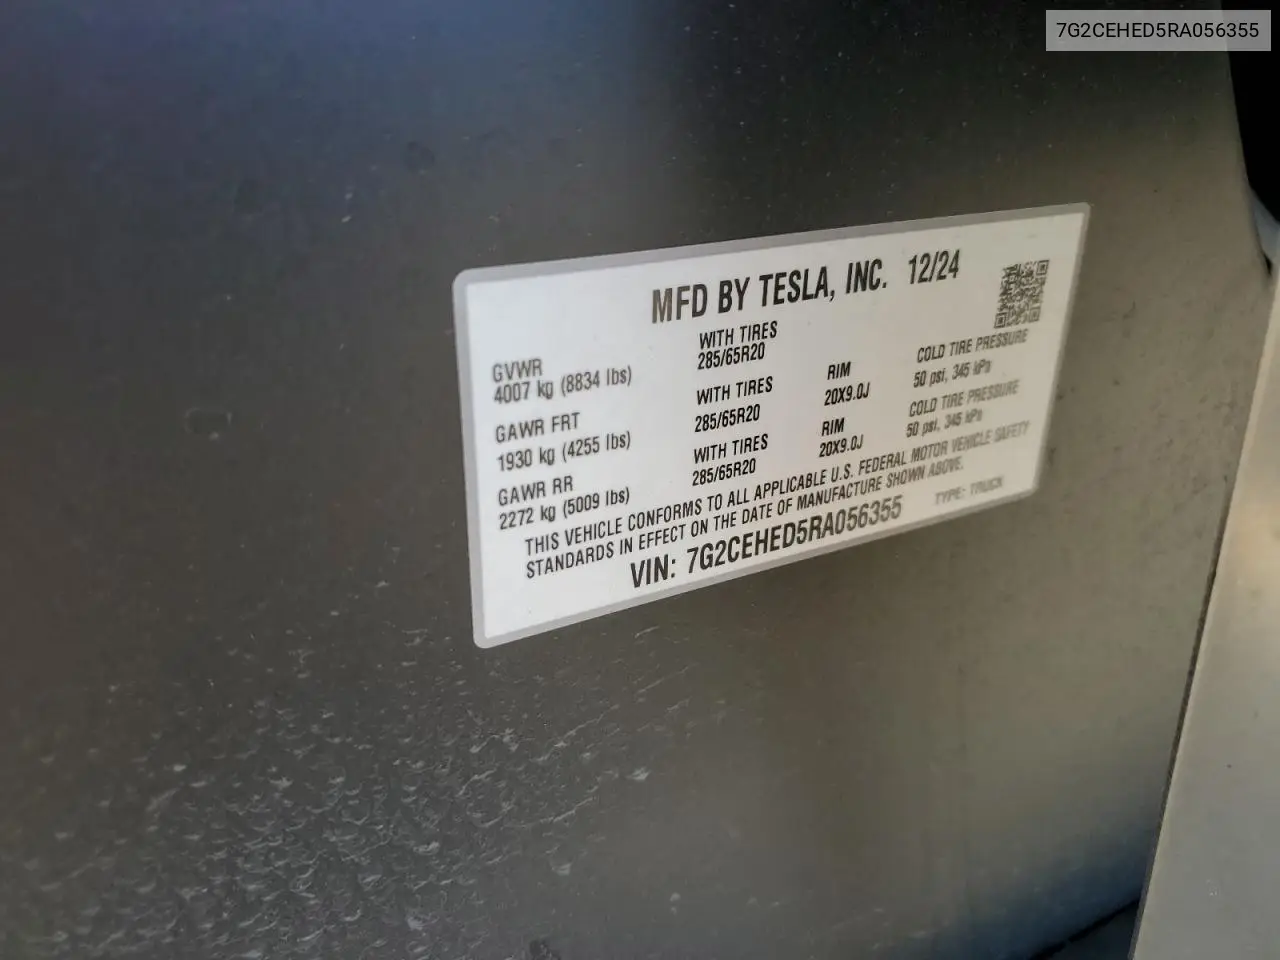 7G2CEHED5RA056355
MFD BY TESLA, INC. 12/24
GVWR
4007 kg (8834 lbs)
WITH TIRES
285/65R20
GAWR FRT
1930 kg (4255 lbs)
WITH TIRES
285/65R20
RIM
20X9.0J
COLD TIRE PRESSURE
50 psi, 345 kPa
GAWR RR
2272 kg (5009 lbs)
WITH TIRES
285/65R20
RIM
20X9.0J
COLD TIRE PRESSURE
50 psi, 345 kPa
THIS VEHICLE CONFORMS TO ALL APPLICABLE U.S. FEDERAL MOTOR VEHICLE SAFETY
STANDARDS IN EFFECT ON THE DATE OF MANUFACTURE SHOWN ABOVE.
VIN: 7G2CEHED5RA056355 TYPE: TRUCK